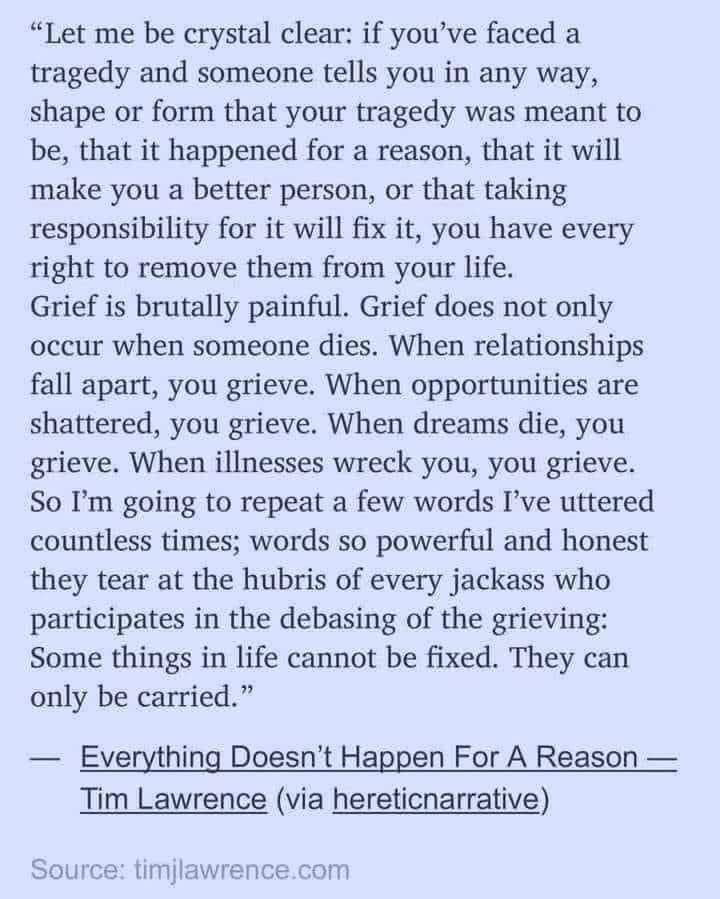 “Let me be crystal clear: if you’ve faced a
tragedy and someone tells you in any way,
shape or form that your tragedy was meant to
be, that it happened for a reason, that it will
make you a better person, or that taking
responsibility for it will fix it, you have every
right to remove them from your life.
Grief is brutally painful. Grief does not only
occur when someone dies. When relationships
fall apart, you grieve. When opportunities are
shattered, you grieve. When dreams die, you
grieve. When illnesses wreck you, you grieve.
So I’m going to repeat a few words I’ve uttered
countless times; words so powerful and honest
they tear at the hubris of every jackass who
participates in the debasing of the grieving:
Some things in life cannot be fixed. They can
only be carried.”
— Everything Doesn’t Happen For A Reason —
Tim Lawrence (via hereticnarrative)
Source: timjlawrence.com